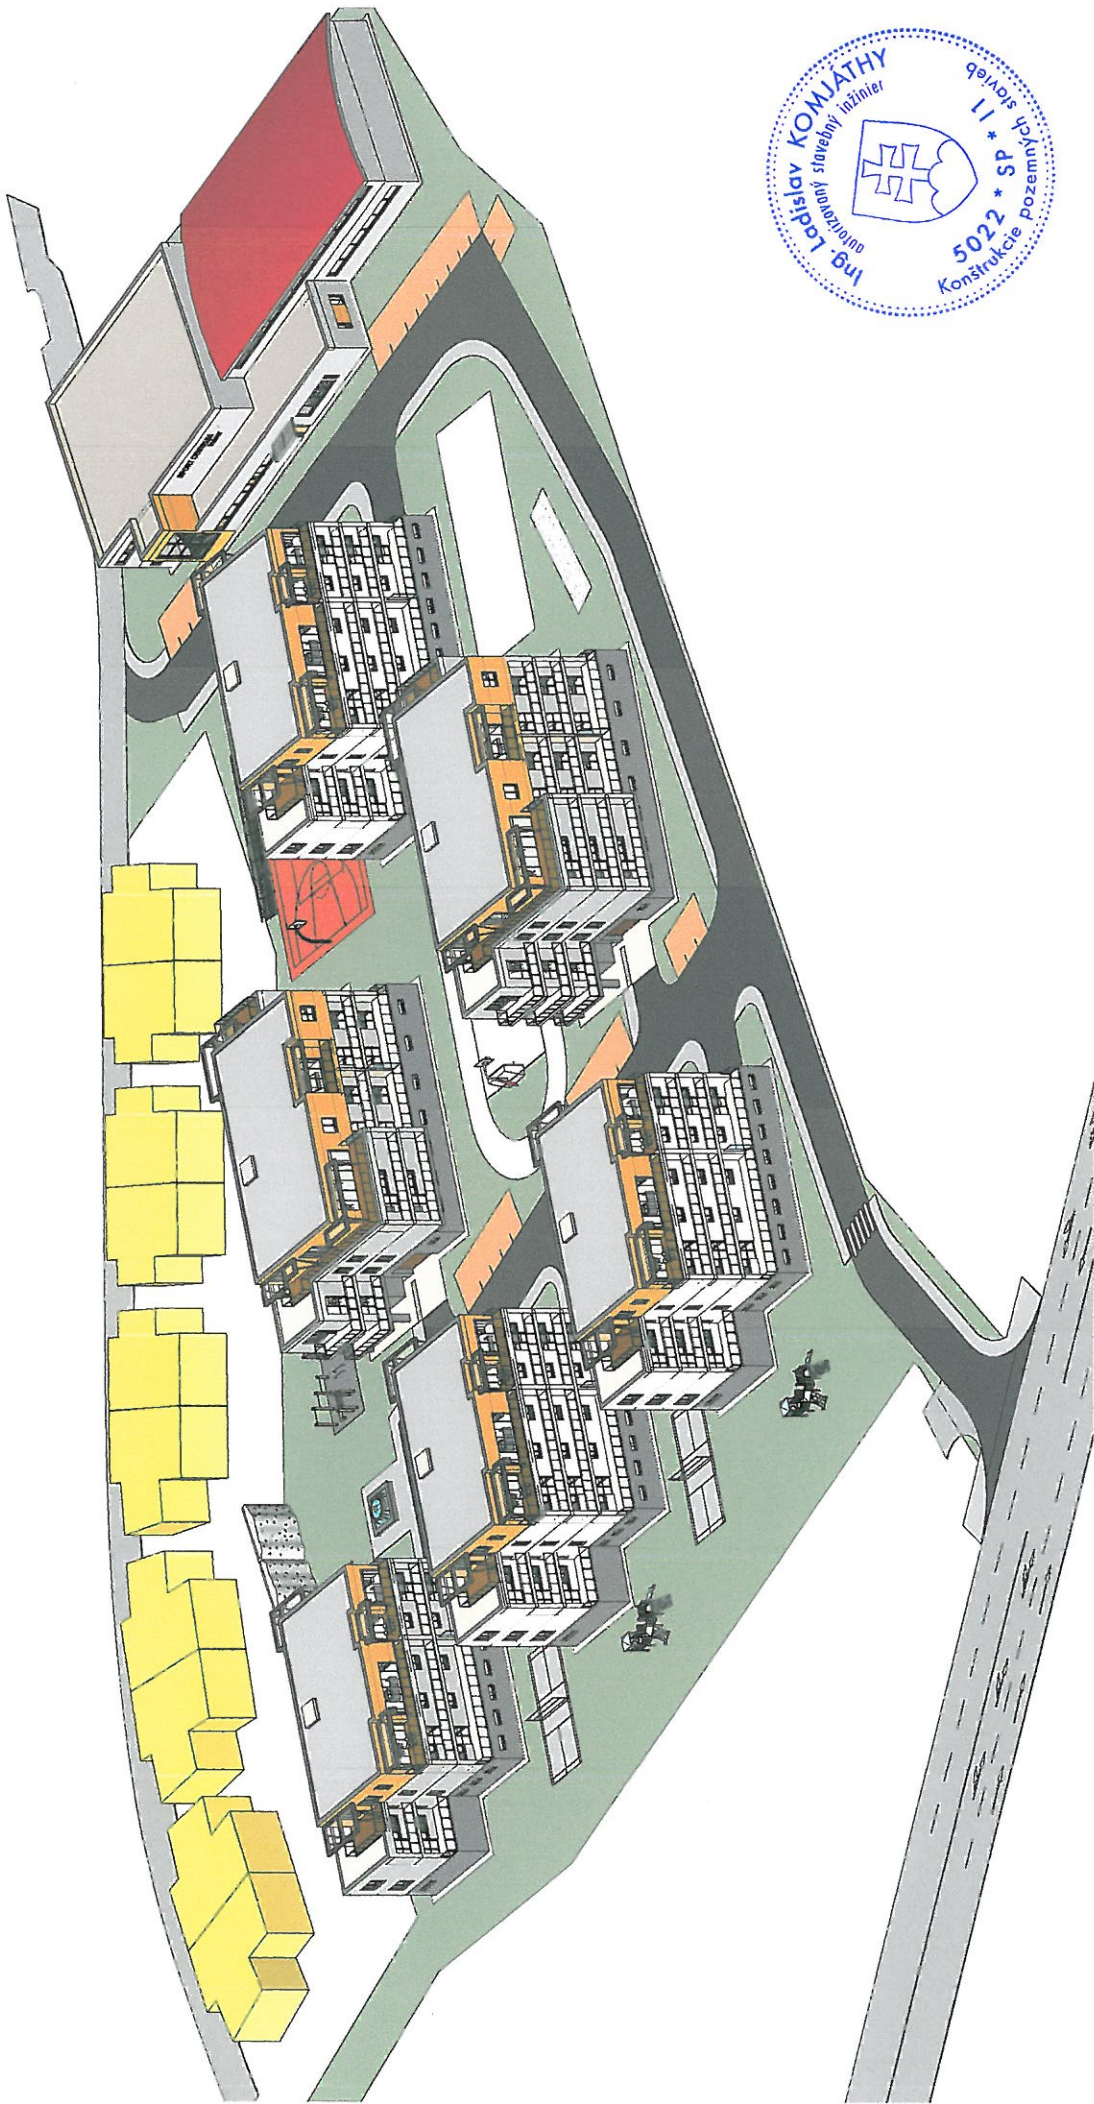 Ing. Ladislav KOMJÁTHY
autorizovaný stavebný inžinier
5022 * SP * I1
Konštrukcie pozemných stavieb